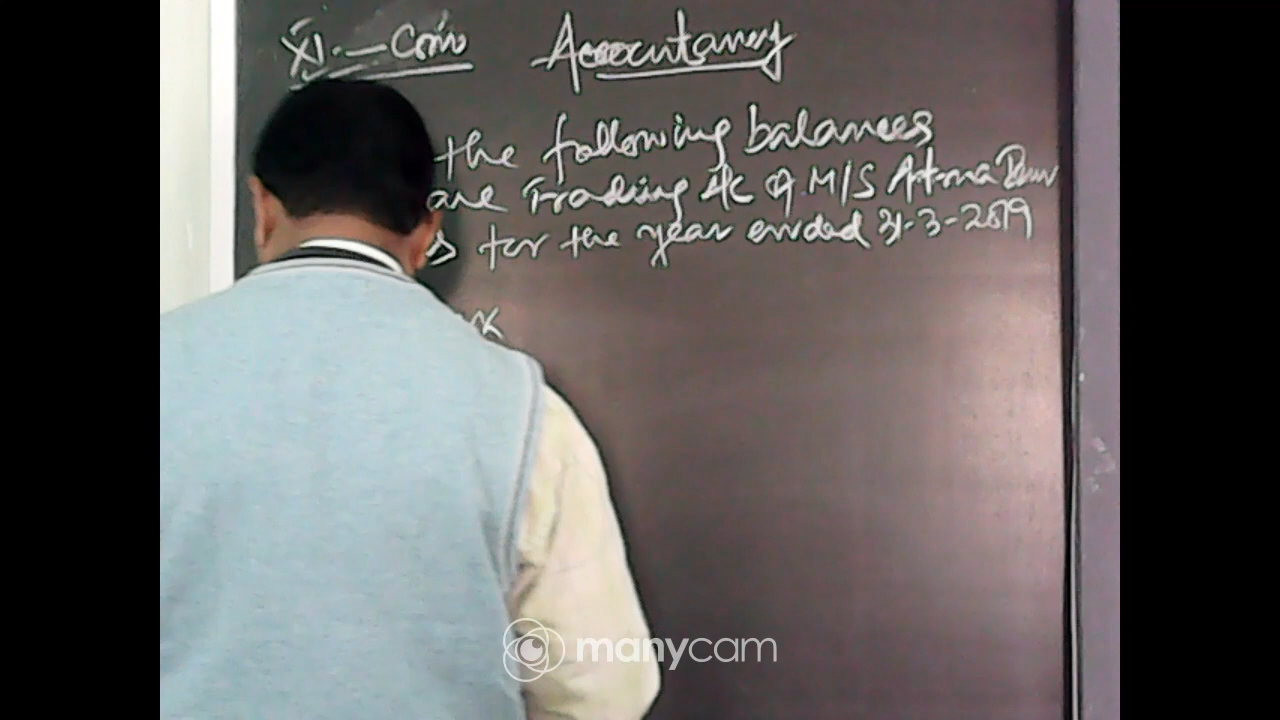 XI - Com Accountancy
the following balances
are Trading A/C of M/S Atma Ram
s for the year ended 31-3-2019
manycam